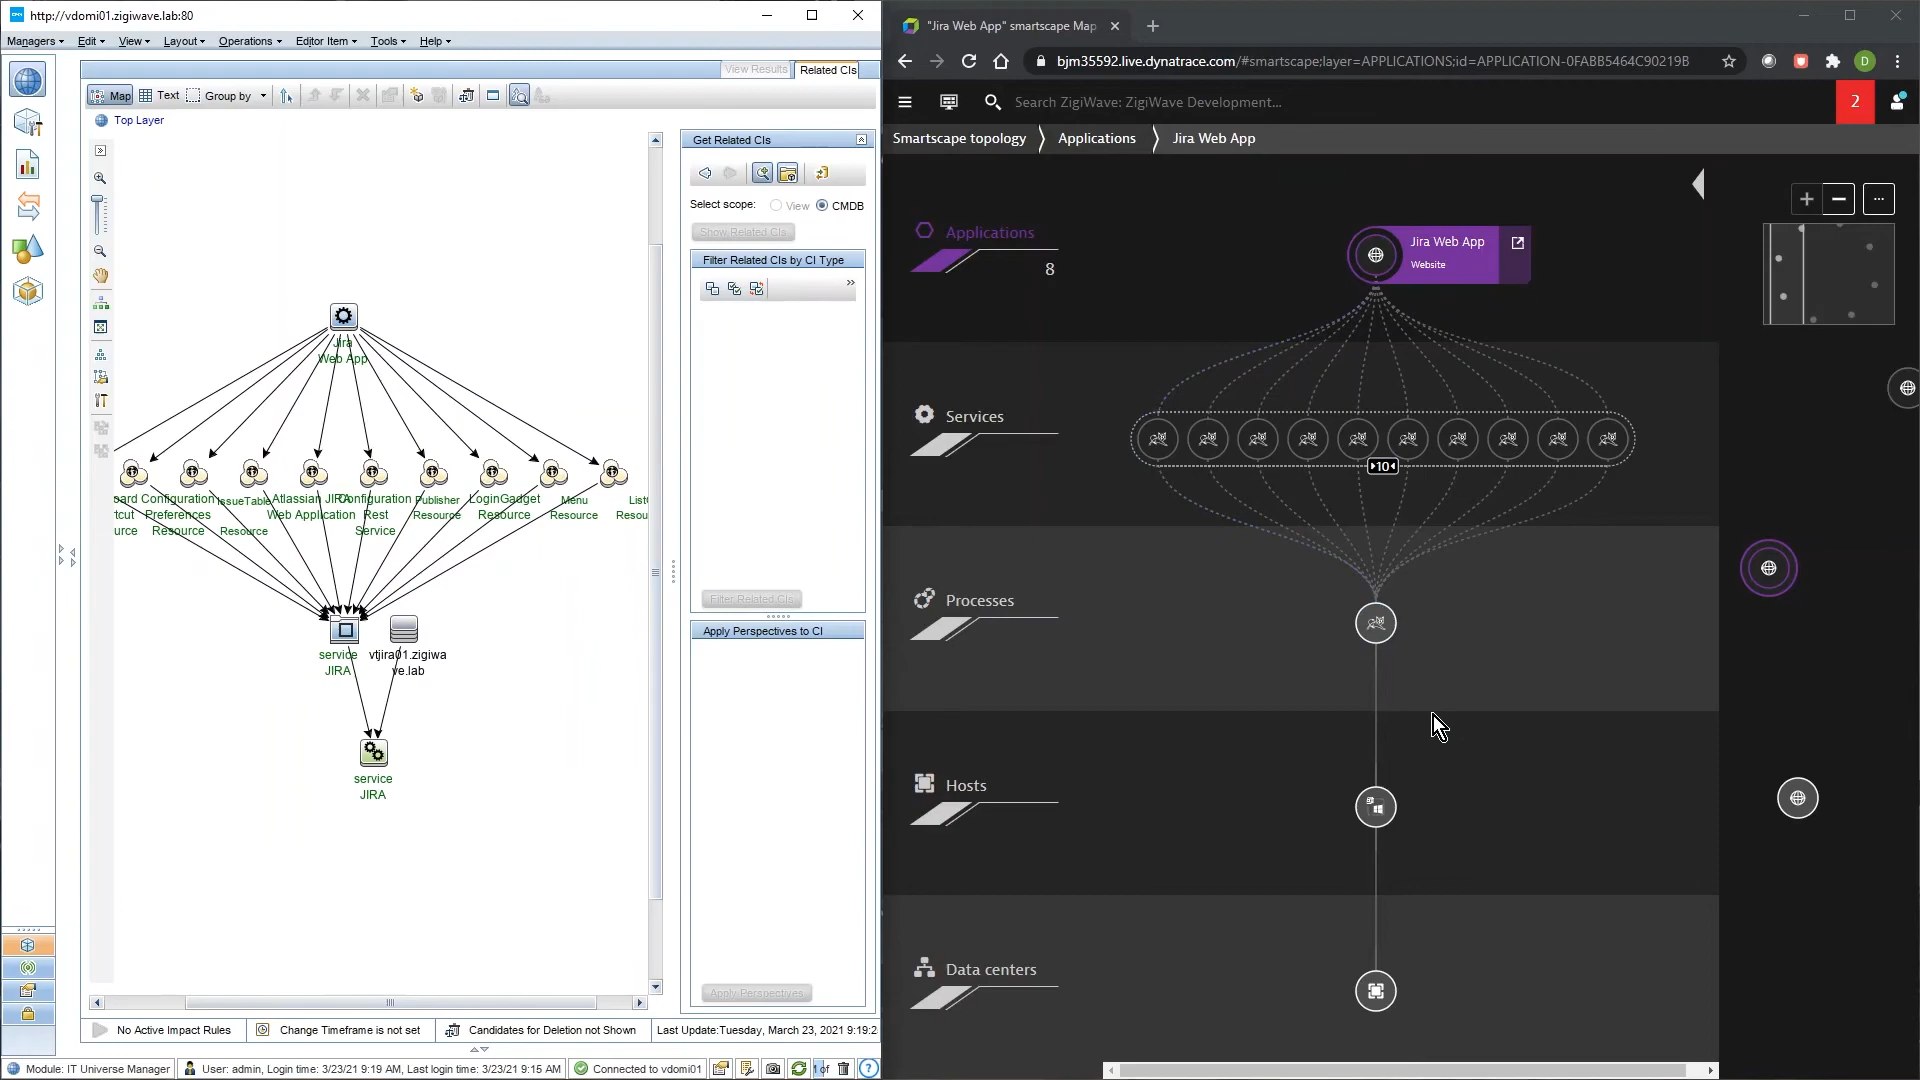 http://vdomi01.zigiwave.lab:80
Managers Edit View Layout Operations Editor Item Tools Help
View Results Related CIs
Map Text Group by
Top Layer
Jira
Web App
Configuration IssueTable Atlassian JIRA Configuration Publisher LoginGadget Menu
tcut Preferences Web Application Rest Resource Resource Resource Resou
urce Resource Resource Service
service
JIRA
vtjira01.zigiwa
ve.lab
service
JIRA
Get Related CIs
Select scope: View CMDB
Show Related CIs
Filter Related CIs by CI Type
Filter Related CIs
Apply Perspectives to CI
Apply Perspectives
No Active Impact Rules Change Timeframe is not set Candidates for Deletion not Shown Last Update:Tuesday, March 23, 2021 9:19:2
Module: IT Universe Manager User: admin, Login time: 3/23/21 9:19 AM, Last login time: 3/23/21 9:15 AM Connected to vdomi01 of
"Jira Web App" smartscape Map
bjm35592.live.dynatrace.com/#smartscape;layer=APPLICATIONS;id=APPLICATION-0FABB5464C90219B
D
Search ZigiWave: ZigiWave Development...
2
Smartscape topology Applications Jira Web App
Applications
8
Jira Web App
Website
Services
10
Processes
Hosts
Data centers